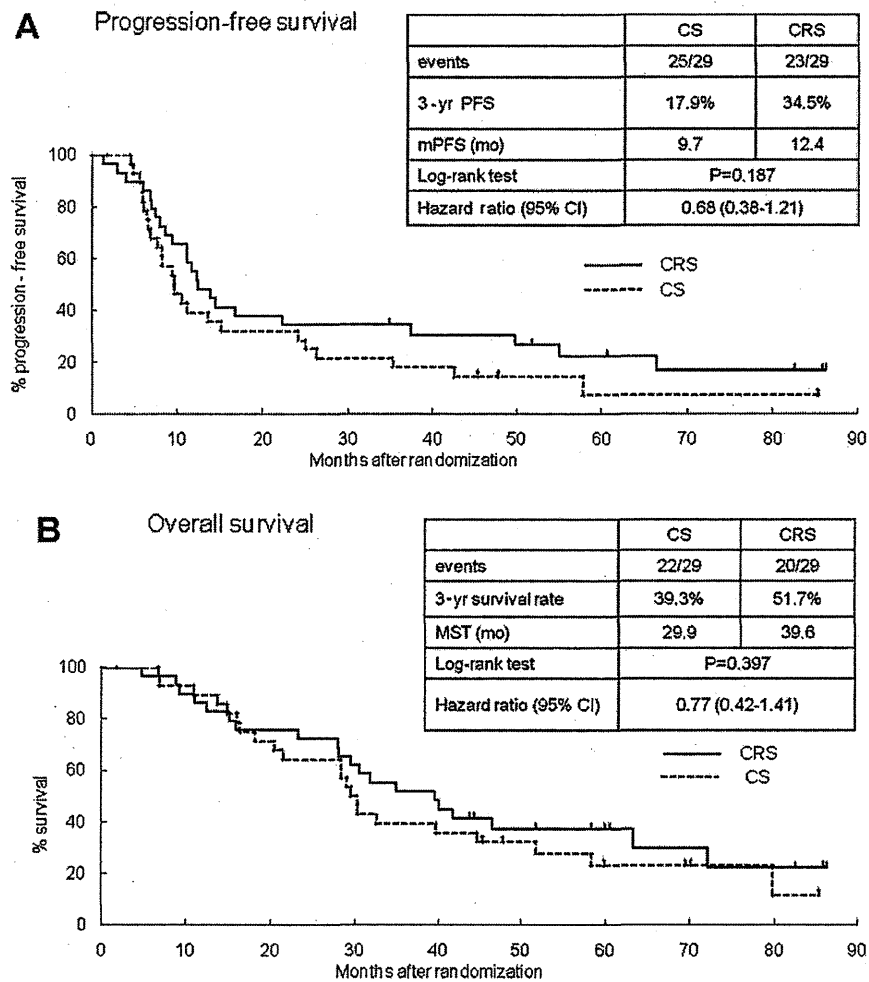 A Progression-free survival
CS CRS
events 25/29 23/29
3-yr PFS 17.9% 34.5%
mPFS (mo) 9.7 12.4
Log-rank test P=0.187
Hazard ratio (95% CI) 0.68 (0.38-1.21)
CRS
CS
% progression-free survival
100
80
60
40
20
0
0 10 20 30 40 50 60 70 80 90
Months after randomization
B Overall survival
CS CRS
events 22/29 20/29
3-yr survival rate 39.3% 51.7%
MST (mo) 29.9 39.6
Log-rank test P=0.397
Hazard ratio (95% CI) 0.77 (0.42-1.41)
CRS
CS
% survival
100
80
60
40
20
0
0 10 20 30 40 50 60 70 80 90
Months after randomization